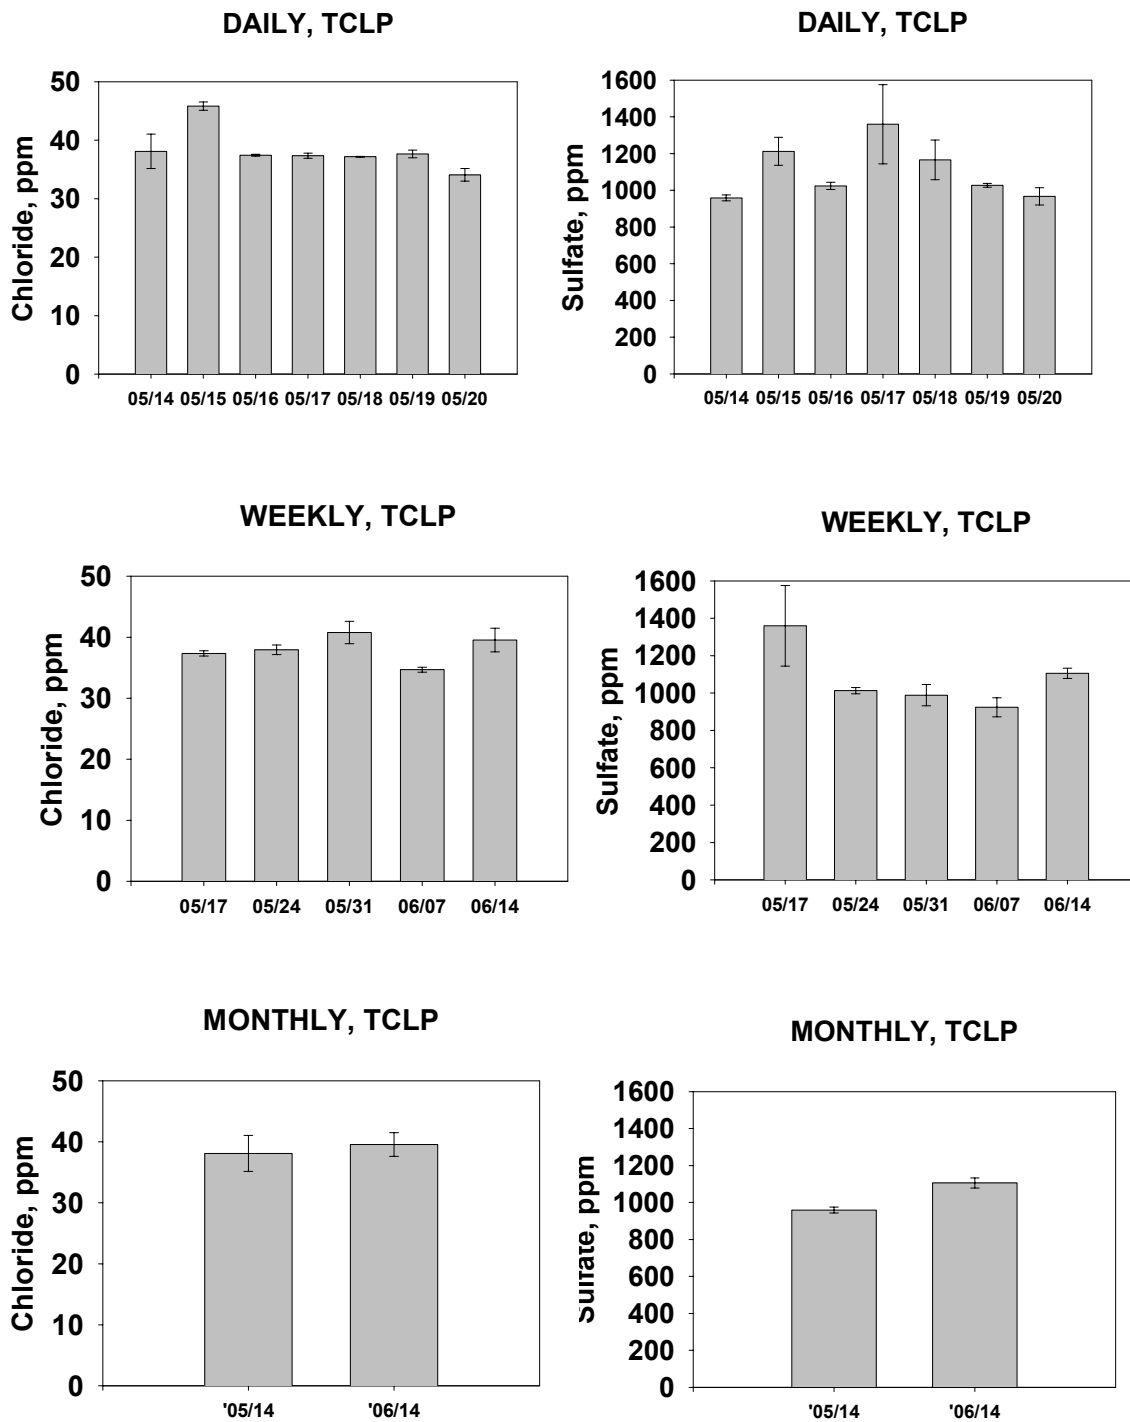 DAILY, TCLP
Chloride, ppm
50
40
30
20
10
0
05/14 05/15 05/16 05/17 05/18 05/19 05/20
DAILY, TCLP
Sulfate, ppm
1600
1400
1200
1000
800
600
400
200
0
05/14 05/15 05/16 05/17 05/18 05/19 05/20
WEEKLY, TCLP
Chloride, ppm
50
40
30
20
10
0
05/17 05/24 05/31 06/07 06/14
WEEKLY, TCLP
Sulfate, ppm
1600
1400
1200
1000
800
600
400
200
0
05/17 05/24 05/31 06/07 06/14
MONTHLY, TCLP
Chloride, ppm
50
40
30
20
10
0
'05/14 '06/14
MONTHLY, TCLP
Sulfate, ppm
1600
1400
1200
1000
800
600
400
200
0
'05/14 '06/14